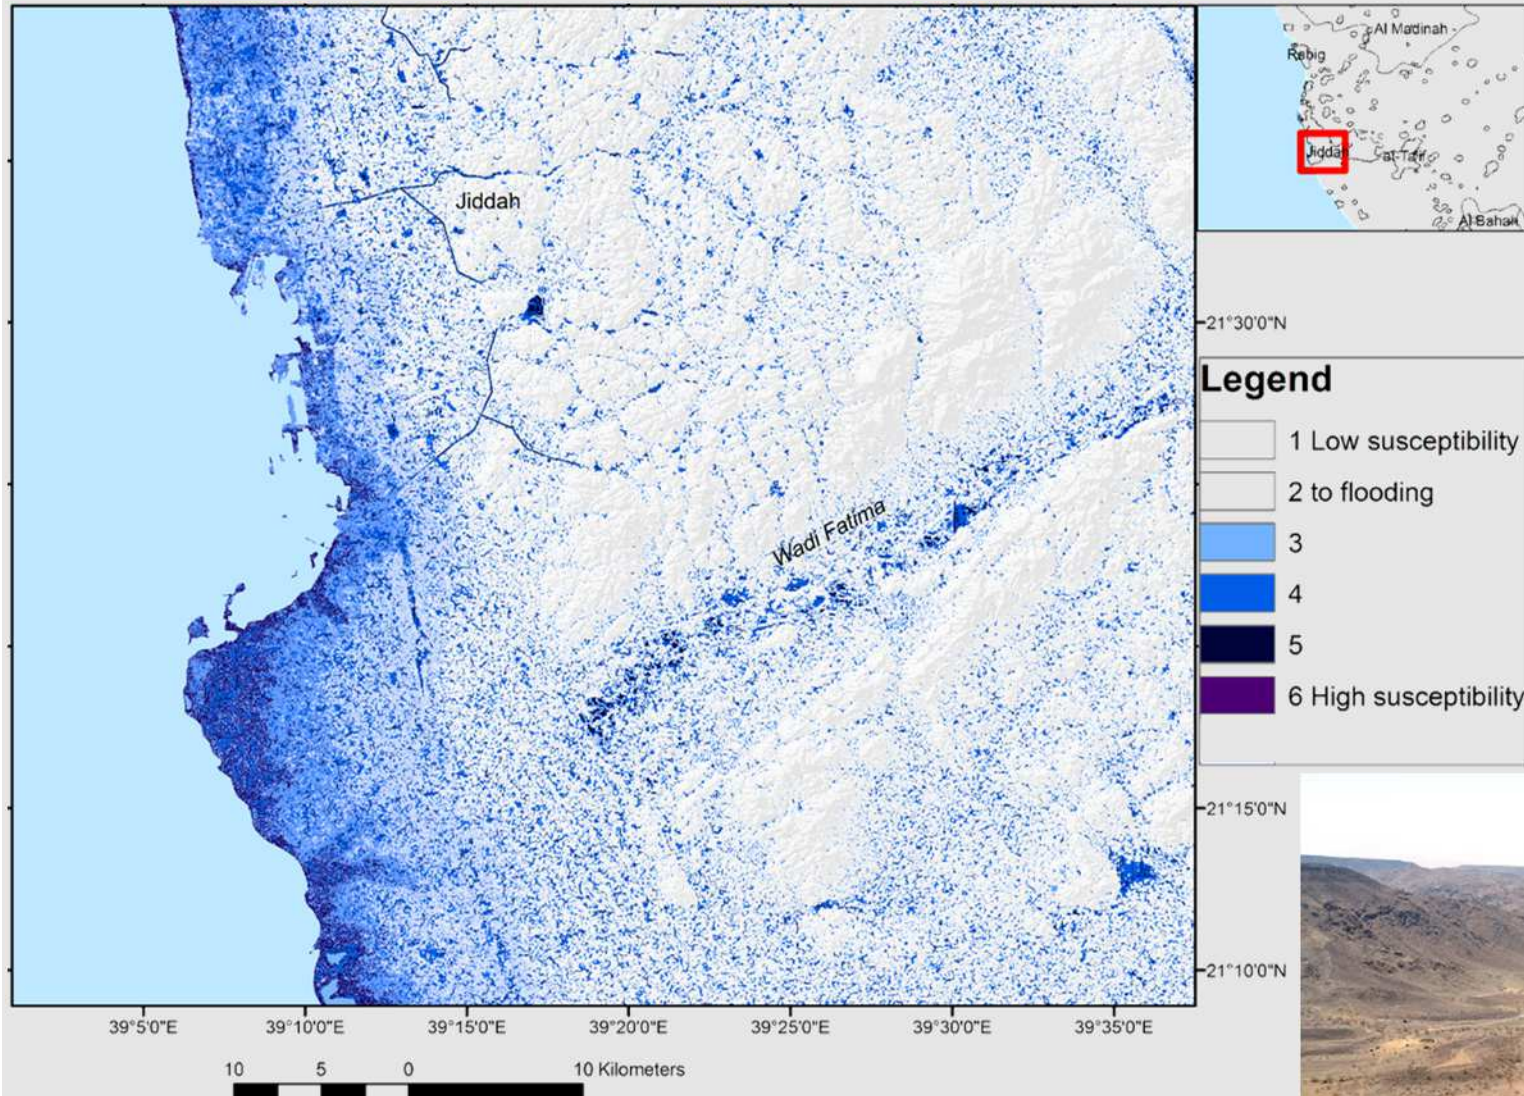 Al Madinah
Rabig
Jiddah
at-Taif
Al Bahah
Jiddah
Wadi Fatima
21°30'0"N
Legend
1 Low susceptibility
2 to flooding
3
4
5
6 High susceptibility
21°15'0"N
21°10'0"N
39°5'0"E
39°10'0"E
39°15'0"E
39°20'0"E
39°25'0"E
39°30'0"E
39°35'0"E
10
5
0
10 Kilometers